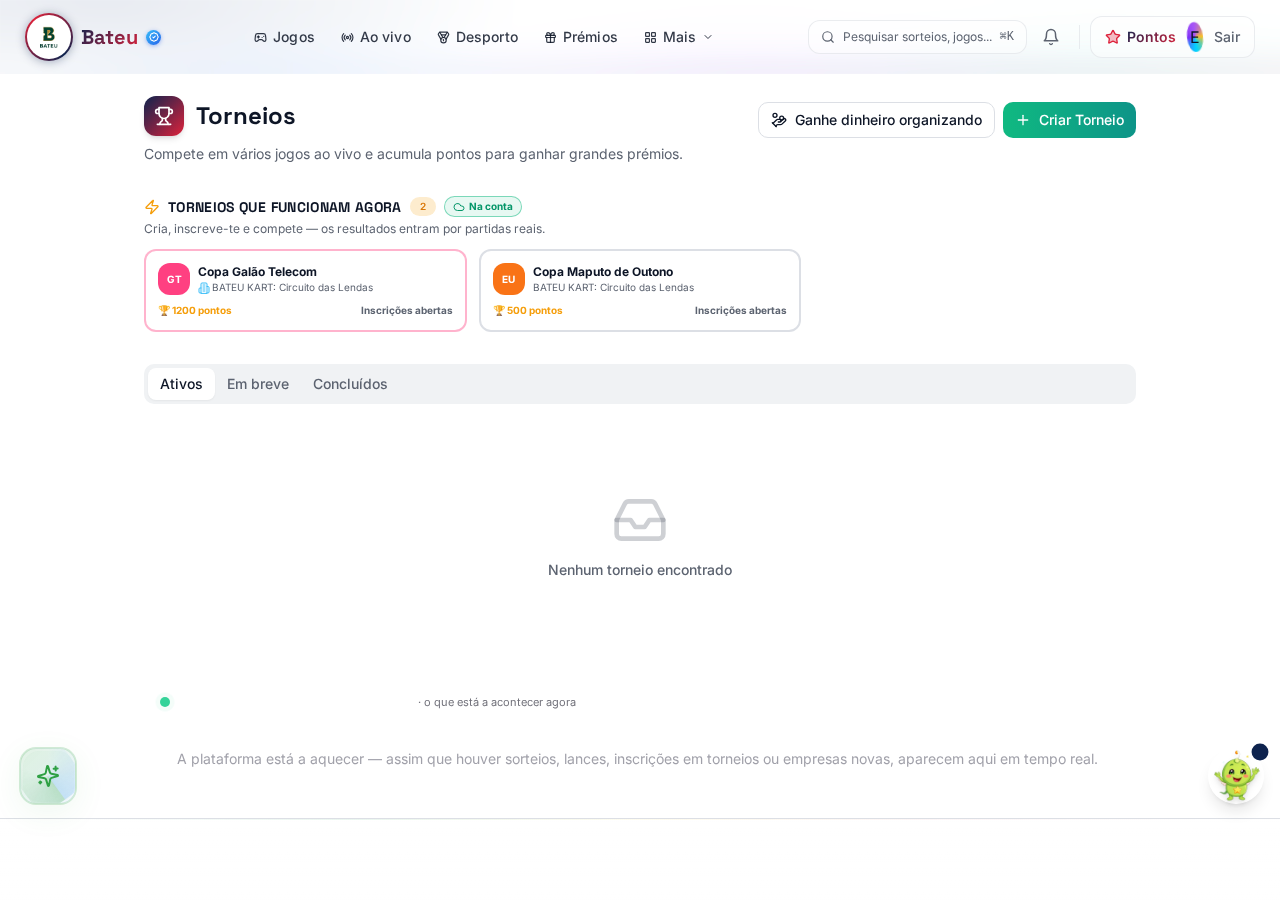 B
BATEU
Bateu
Jogos
Ao vivo
Desporto
Prémios
Mais
Pesquisar sorteios, jogos... ⌘K
Pontos
E
Sair
Torneios
Ganhe dinheiro organizando
Criar Torneio
Compete em vários jogos ao vivo e acumula pontos para ganhar grandes prémios.
TORNEIOS QUE FUNCIONAM AGORA
2
Na conta
Cria, inscreve-te e compete — os resultados entram por partidas reais.
GT
Copa Galão Telecom
BATEU KART: Circuito das Lendas
1200 pontos
Inscrições abertas
EU
Copa Maputo de Outono
BATEU KART: Circuito das Lendas
500 pontos
Inscrições abertas
Ativos
Em breve
Concluídos
Nenhum torneio encontrado
· o que está a acontecer agora
A plataforma está a aquecer — assim que houver sorteios, lances, inscrições em torneios ou empresas novas, aparecem aqui em tempo real.